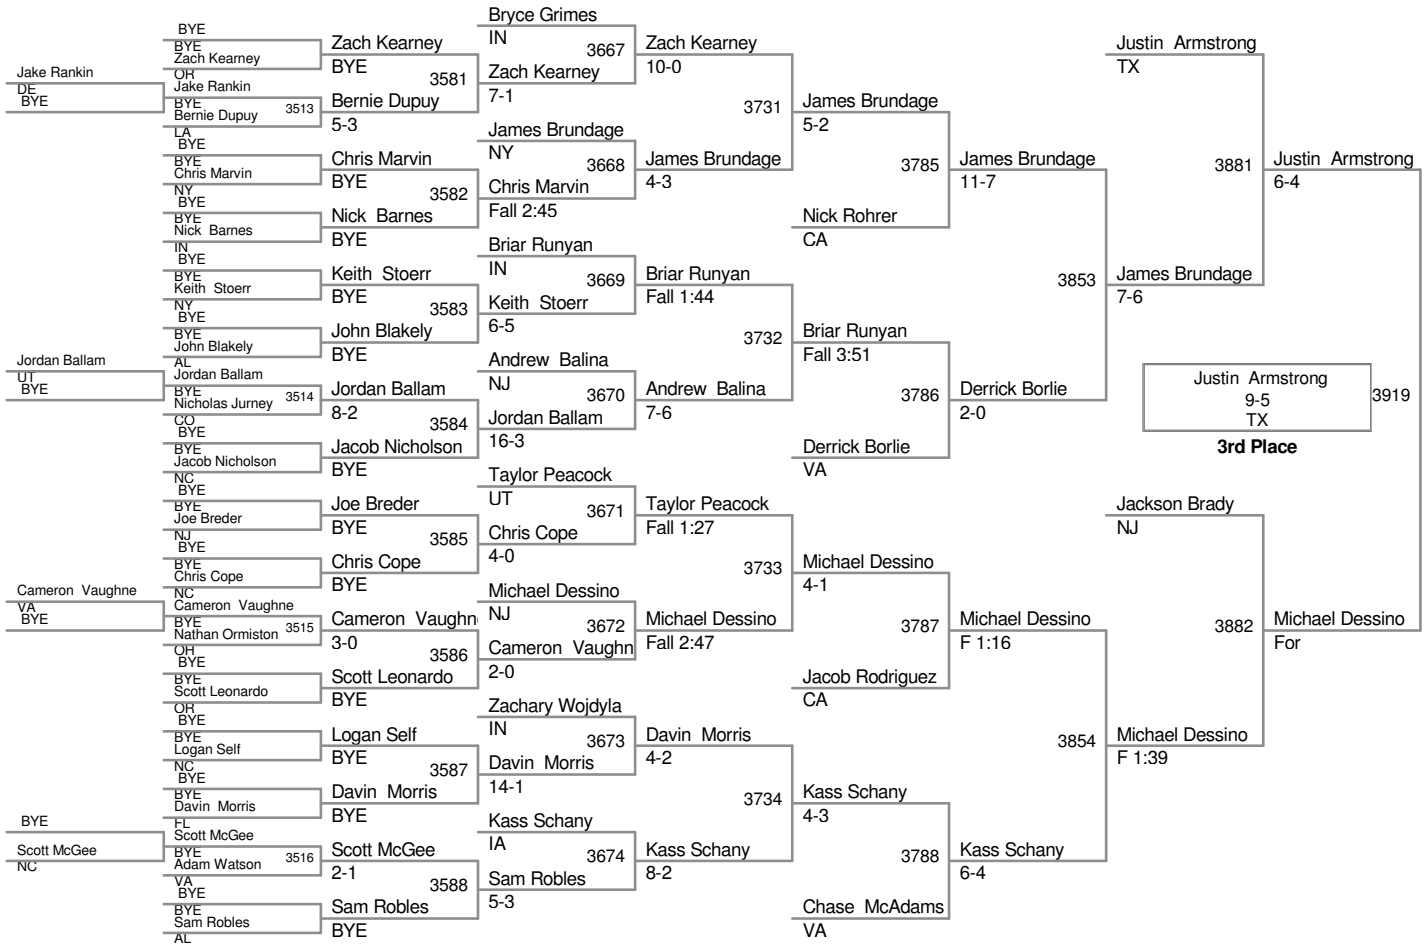 Jake Rankin
DE
BYE
Jordan Ballam
UT
BYE
Cameron Vaughne
VA
BYE
BYE
Scott McGee
NC
BYE
BYE
Zach Kearney
OR
Jake Rankin
BYE
Bernie Dupuy
3513
LA
BYE
BYE
Chris Marvin
NY
BYE
BYE
Nick Barnes
IN
BYE
BYE
Keith Stoerr
NY
BYE
BYE
John Blakely
AL
Jordan Ballam
BYE
Nicholas Jurney
3514
CO
BYE
BYE
Jacob Nicholson
NC
BYE
BYE
Joe Breder
NJ
BYE
BYE
Chris Cope
NC
Cameron Vaughne
BYE
Nathan Ormiston
3515
OH
BYE
BYE
Scott Leonardo
OR
BYE
BYE
Logan Self
NC
BYE
BYE
Davin Morris
FL
Scott McGee
BYE
Adam Watson
3516
VA
BYE
BYE
Sam Robles
AL
Zach Kearney
BYE
3581
Bernie Dupuy
5-3
Chris Marvin
BYE
3582
Nick Barnes
BYE
Keith Stoerr
BYE
3583
John Blakely
BYE
Jordan Ballam
8-2
3584
Jacob Nicholson
BYE
Joe Breder
BYE
3585
Chris Cope
BYE
Cameron Vaughn
3-0
3586
Scott Leonardo
BYE
Logan Self
BYE
3587
Davin Morris
BYE
Scott McGee
2-1
3588
Sam Robles
BYE
Bryce Grimes
IN
3667
Zach Kearney
7-1
James Brundage
NY
3668
Chris Marvin
Fall 2:45
Briar Runyan
IN
3669
Keith Stoerr
6-5
Andrew Balina
NJ
3670
Jordan Ballam
16-3
Taylor Peacock
UT
3671
Chris Cope
4-0
Michael Dessino
NJ
3672
Cameron Vaughn
2-0
Zachary Wojdyla
IN
3673
Davin Morris
14-1
Kass Schany
IA
3674
Sam Robles
5-3
Zach Kearney
10-0
3731
James Brundage
4-3
Briar Runyan
Fall 1:44
3732
Andrew Balina
7-6
Taylor Peacock
Fall 1:27
3733
Michael Dessino
Fall 2:47
Davin Morris
4-2
3734
Kass Schany
8-2
James Brundage
5-2
3785
Nick Rohrer
CA
Briar Runyan
Fall 3:51
3786
Derrick Borlie
VA
Michael Dessino
4-1
3787
Jacob Rodriguez
CA
Kass Schany
4-3
3788
Chase McAdams
VA
James Brundage
11-7
3853
Derrick Borlie
2-0
Michael Dessino
F 1:16
3854
Kass Schany
6-4
Justin Armstrong
TX
3881
James Brundage
7-6
Jackson Brady
NJ
3882
Michael Dessino
F 1:39
Justin Armstrong
6-4
Michael Dessino
For
Justin Armstrong
9-5
TX
3919
3rd Place